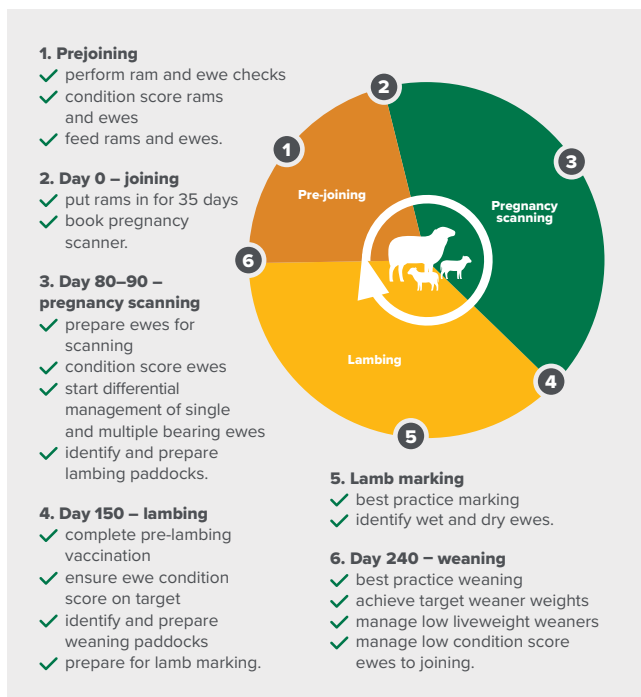 1. Prejoining
perform ram and ewe checks
condition score rams
and ewes
feed rams and ewes.
2. Day 0 – joining
put rams in for 35 days
book pregnancy
scanner.
3. Day 80–90 –
pregnancy scanning
prepare ewes for
scanning
condition score ewes
start differential
management of single
and multiple bearing ewes
identify and prepare
lambing paddocks.
4. Day 150 – lambing
complete pre-lambing
vaccination
ensure ewe condition
score on target
identify and prepare
weaning paddocks
prepare for lamb marking.
2
1
3
Pre-joining
Pregnancy
scanning
6
Lambing
4
5
5. Lamb marking
best practice marking
identify wet and dry ewes.
6. Day 240 – weaning
best practice weaning
achieve target weaner weights
manage low liveweight weaners
manage low condition score
ewes to joining.